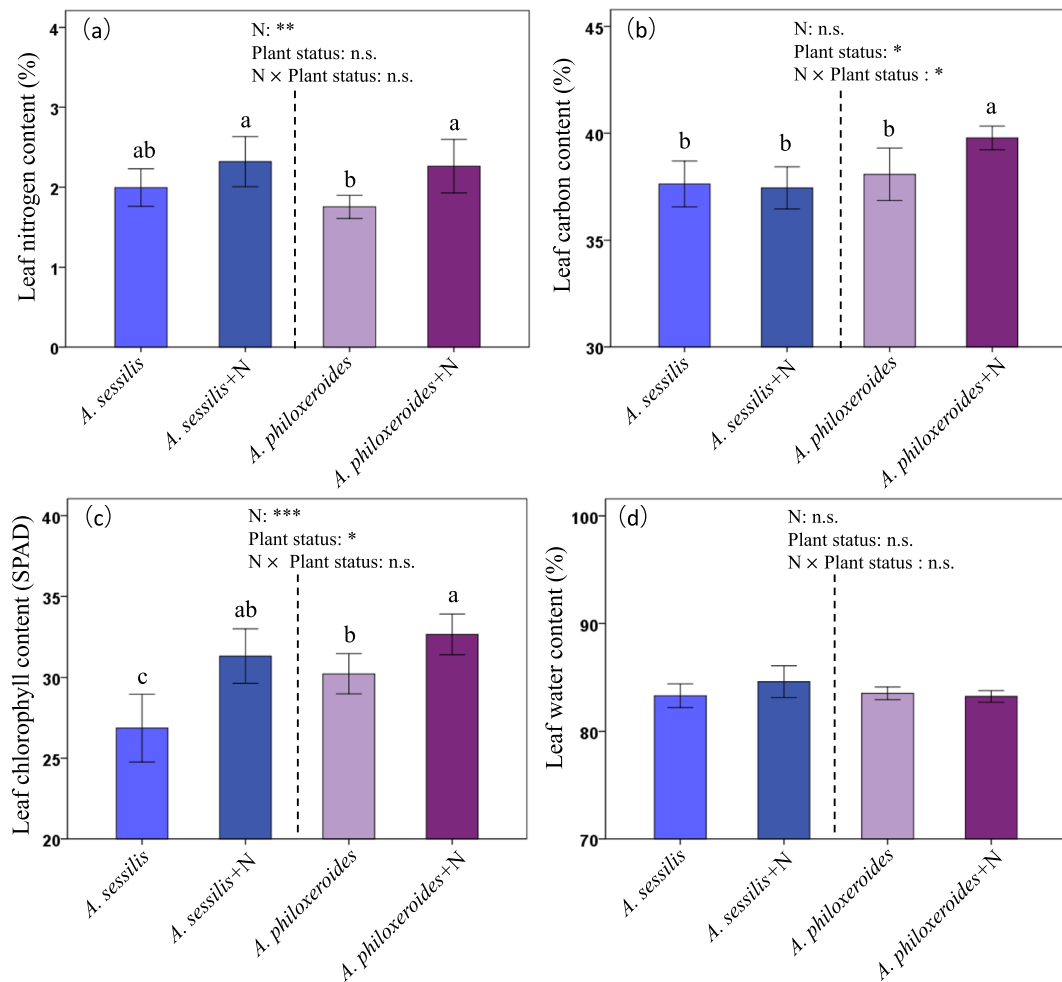 (a)
N: **
Plant status: n.s.
N × Plant status: n.s.
Leaf nitrogen content (%)
4
3
2
1
0
ab
a
b
a
A. sessilis
A. sessilis+N
A. philoxeroides
A. philoxeroides+N
(b)
N: n.s.
Plant status: *
N × Plant status : *
Leaf carbon content (%)
45
40
35
30
b
b
b
a
A. sessilis
A. sessilis+N
A. philoxeroides
A. philoxeroides+N
(c)
N: ***
Plant status: *
N × Plant status: n.s.
Leaf chlorophyll content (SPAD)
40
35
30
25
20
c
ab
b
a
A. sessilis
A. sessilis+N
A. philoxeroides
A. philoxeroides+N
(d)
N: n.s.
Plant status: n.s.
N × Plant status : n.s.
Leaf water content (%)
100
90
80
70
A. sessilis
A. sessilis+N
A. philoxeroides
A. philoxeroides+N